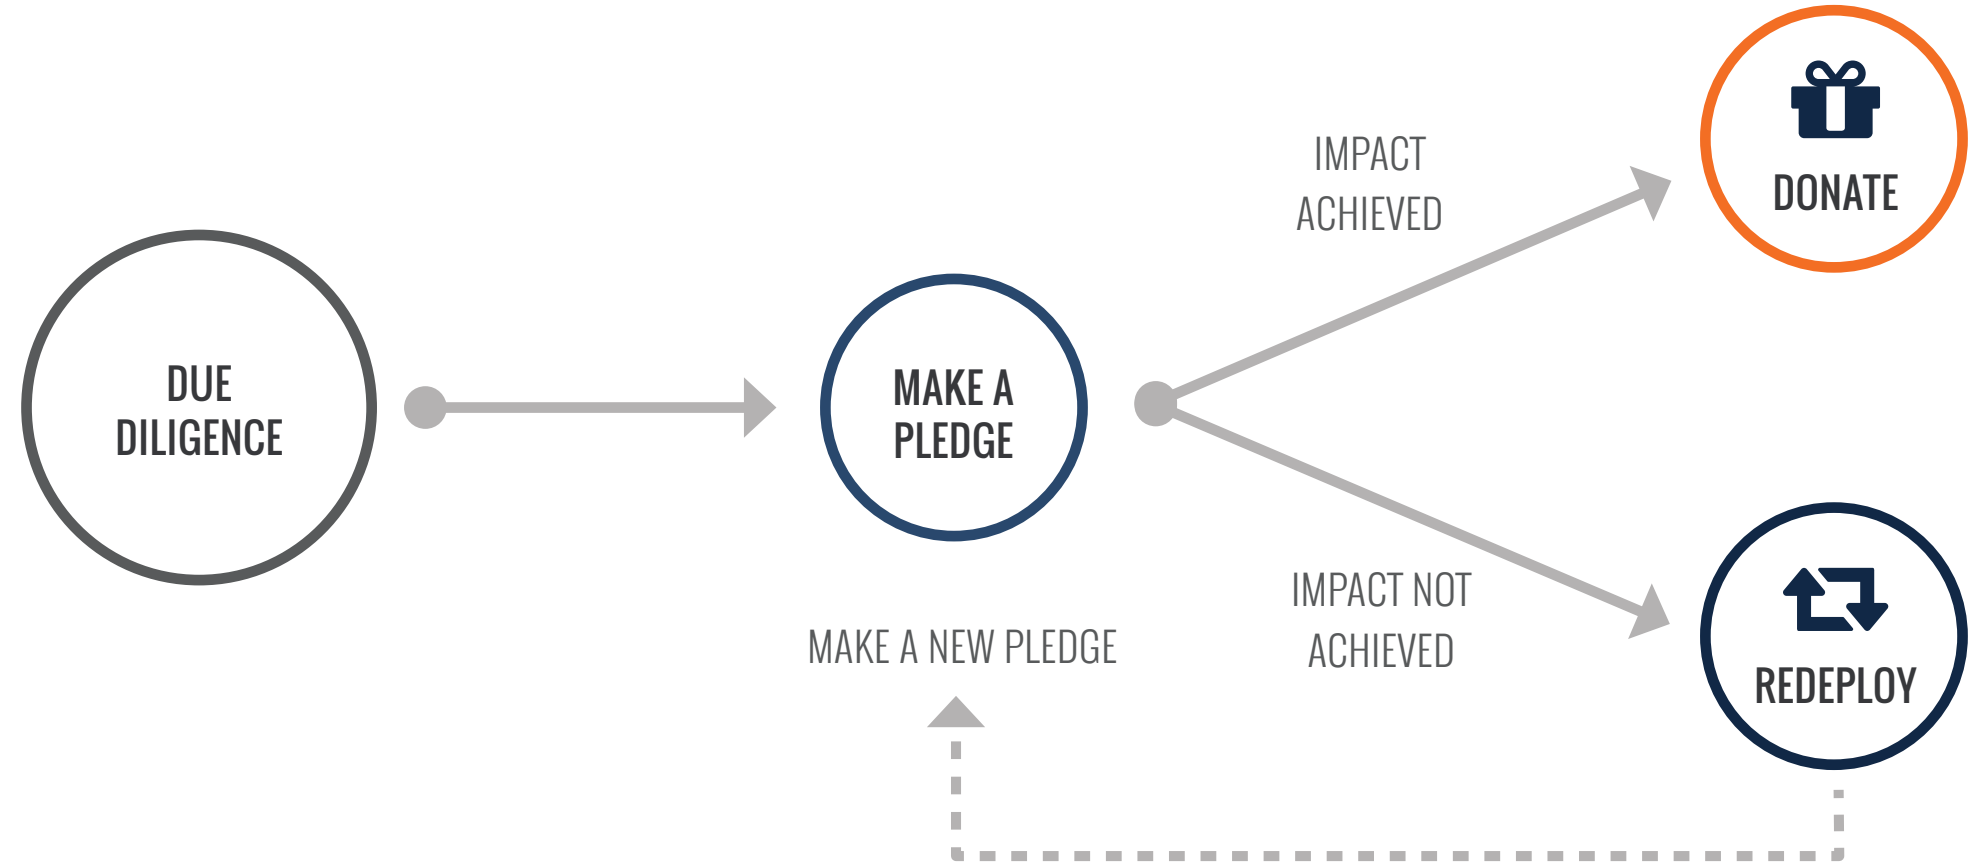 DUE
DILIGENCE
MAKE A
PLEDGE
IMPACT
ACHIEVED
DONATE
IMPACT NOT
ACHIEVED
REDEPLOY
MAKE A NEW PLEDGE